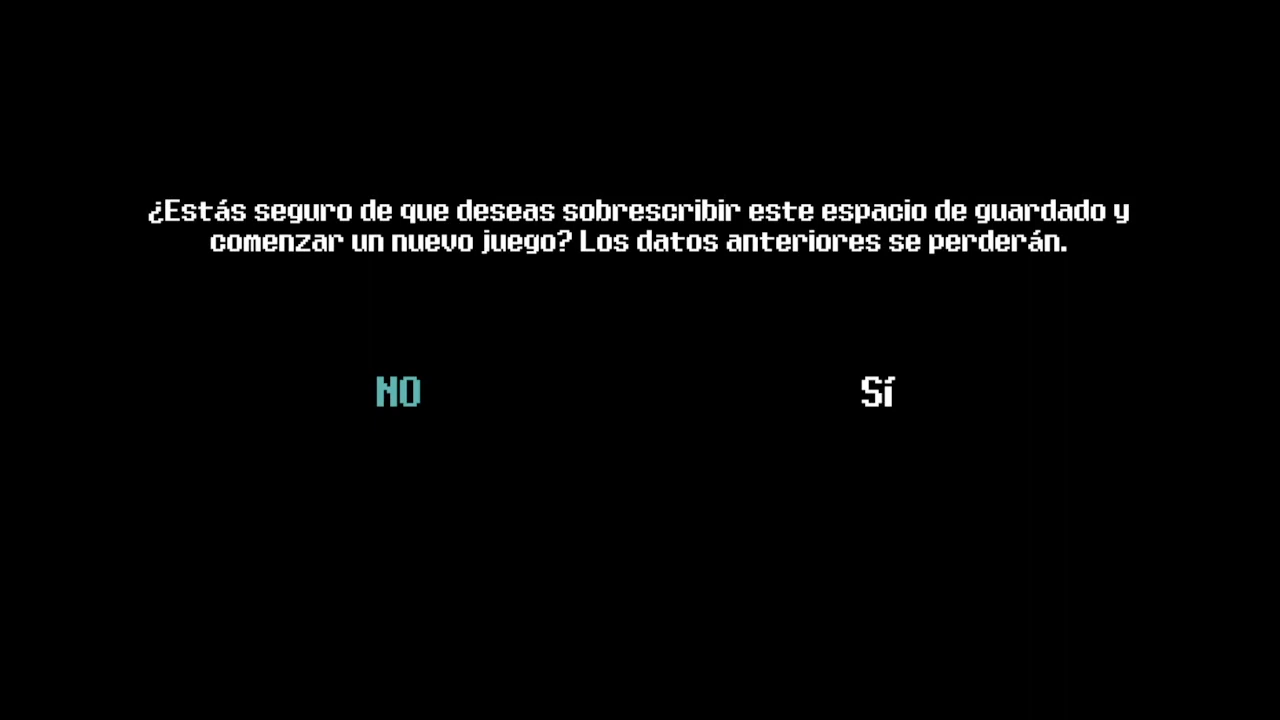 ¿Estás seguro de que deseas sobrescribir este espacio de guardado y
comenzar un nuevo juego? Los datos anteriores se perderán.
NO
SÍ